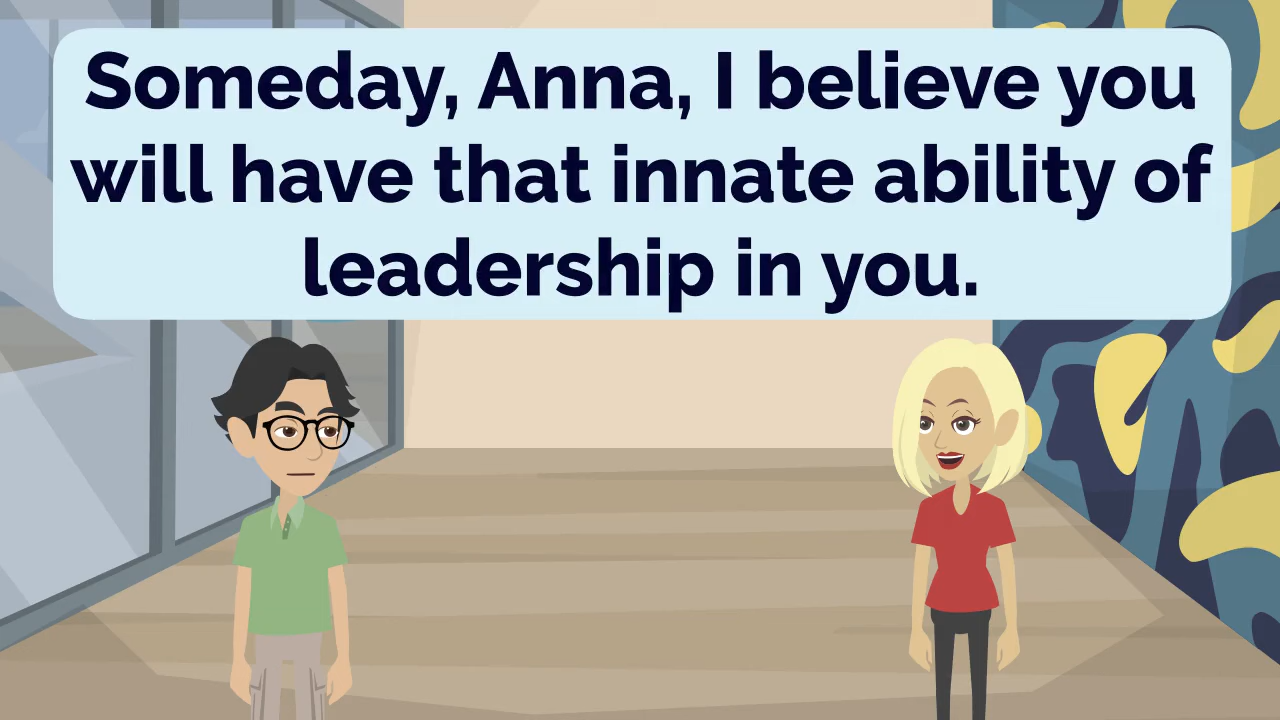 Someday, Anna, I believe you
will have that innate ability of
leadership in you.